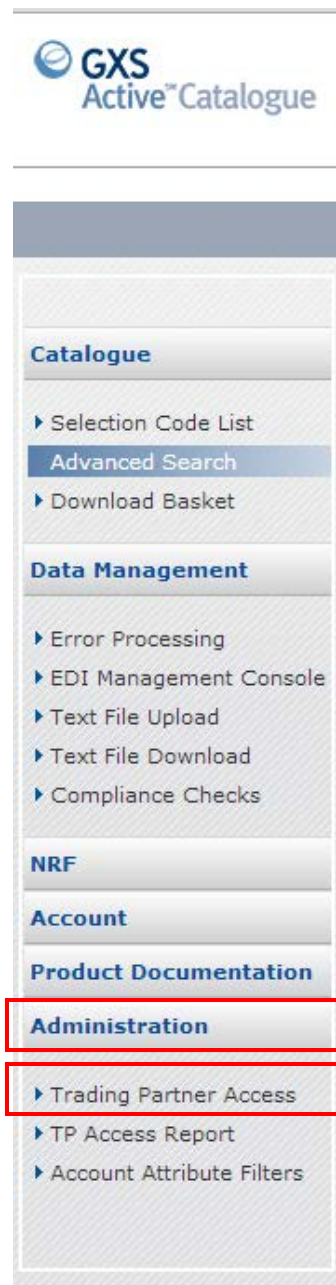 GXS
Active™Catalogue
Catalogue
Selection Code List
Advanced Search
Download Basket
Data Management
Error Processing
EDI Management Console
Text File Upload
Text File Download
Compliance Checks
NRF
Account
Product Documentation
Administration
Trading Partner Access
TP Access Report
Account Attribute Filters